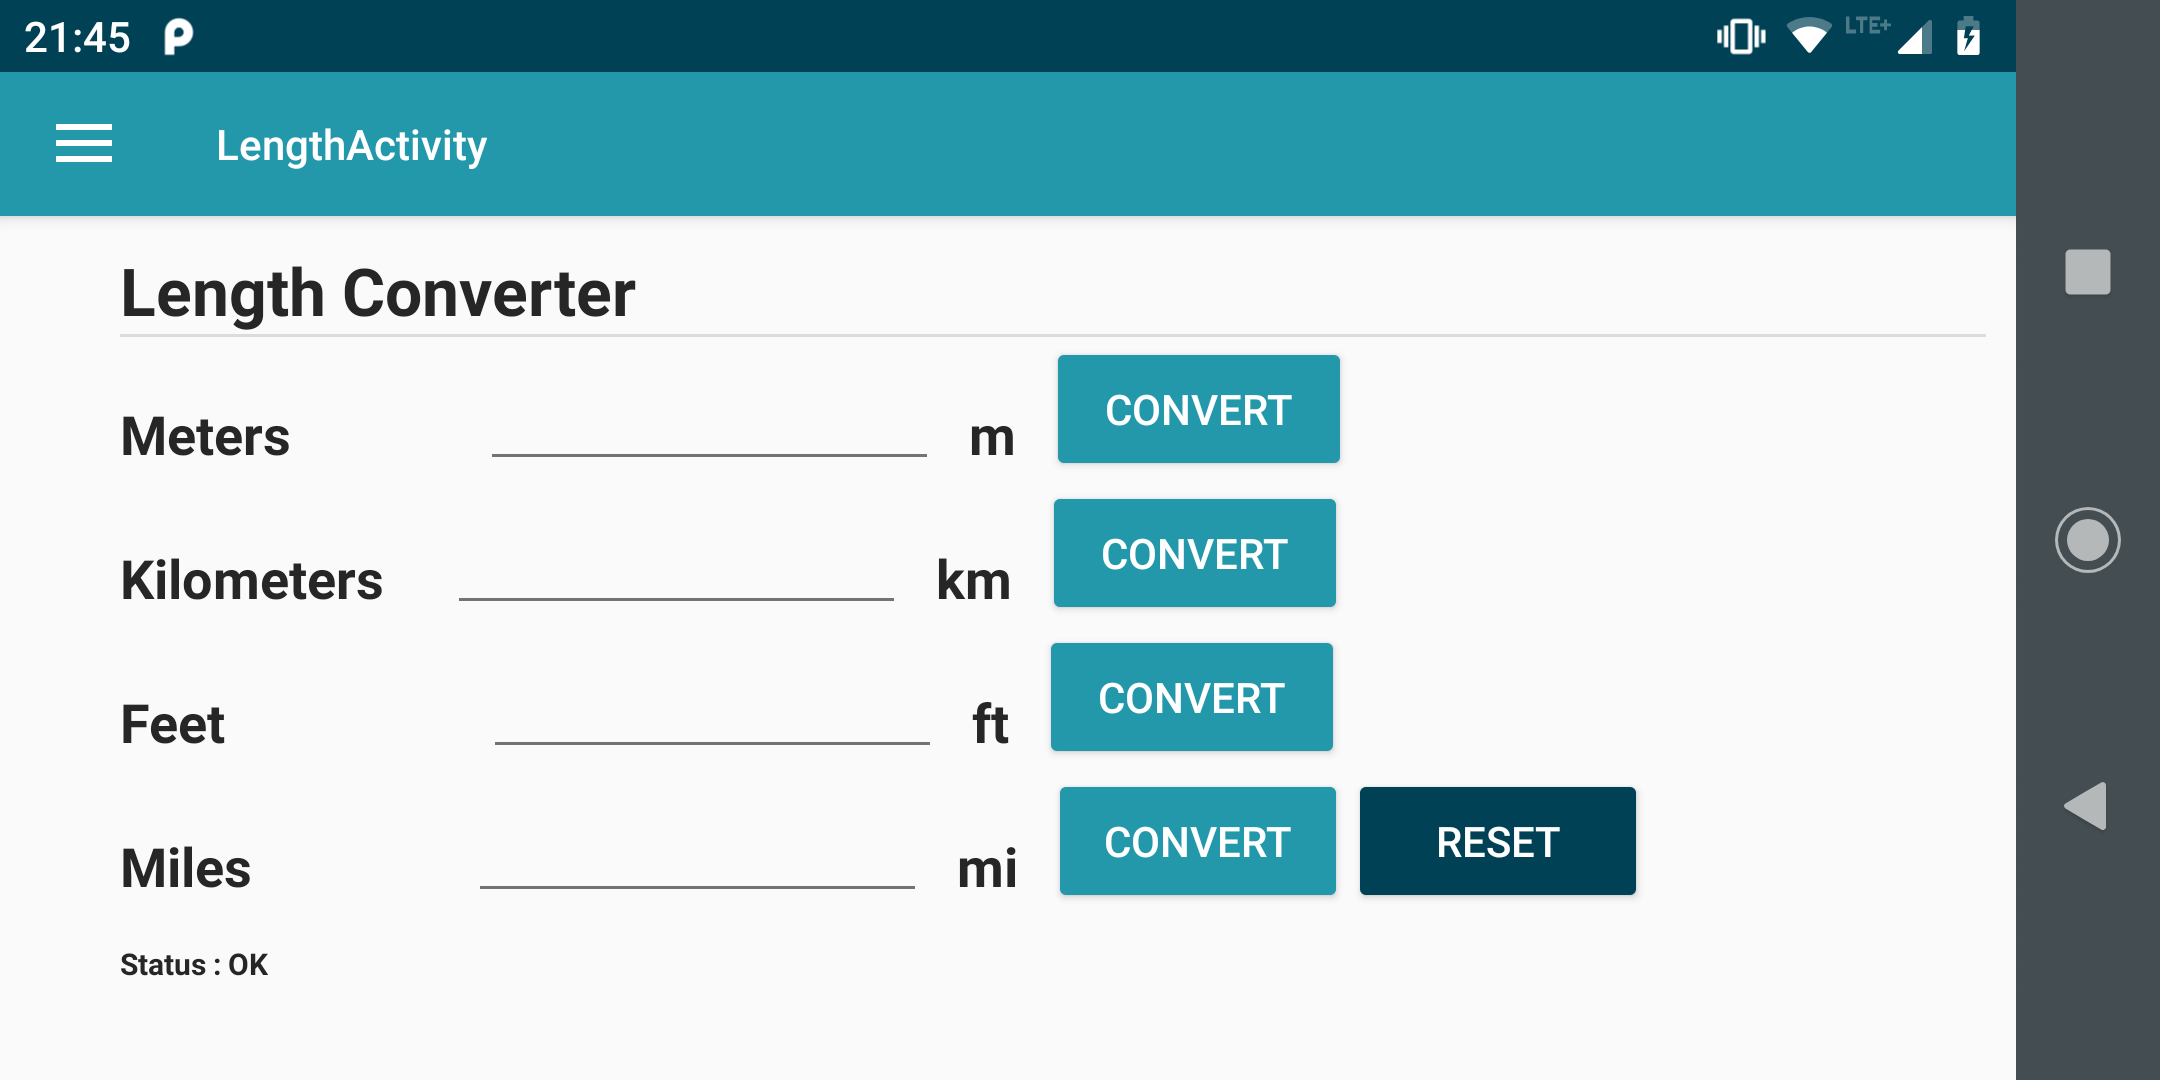 21:45 LTE+
LengthActivity
Length Converter
Meters m CONVERT
Kilometers km CONVERT
Feet ft CONVERT
Miles mi CONVERT RESET
Status : OK